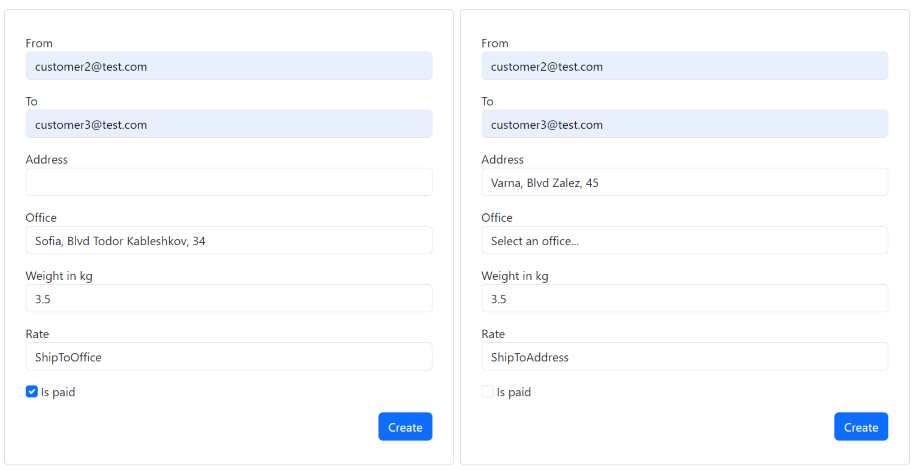 From
customer2@test.com
To
customer3@test.com
Address
Office
Sofia, Blvd Todor Kableshkov, 34
Weight in kg
3.5
Rate
ShipToOffice
Is paid
Create
From
customer2@test.com
To
customer3@test.com
Address
Varna, Blvd Zalez, 45
Office
Select an office...
Weight in kg
3.5
Rate
ShipToAddress
Is paid
Create